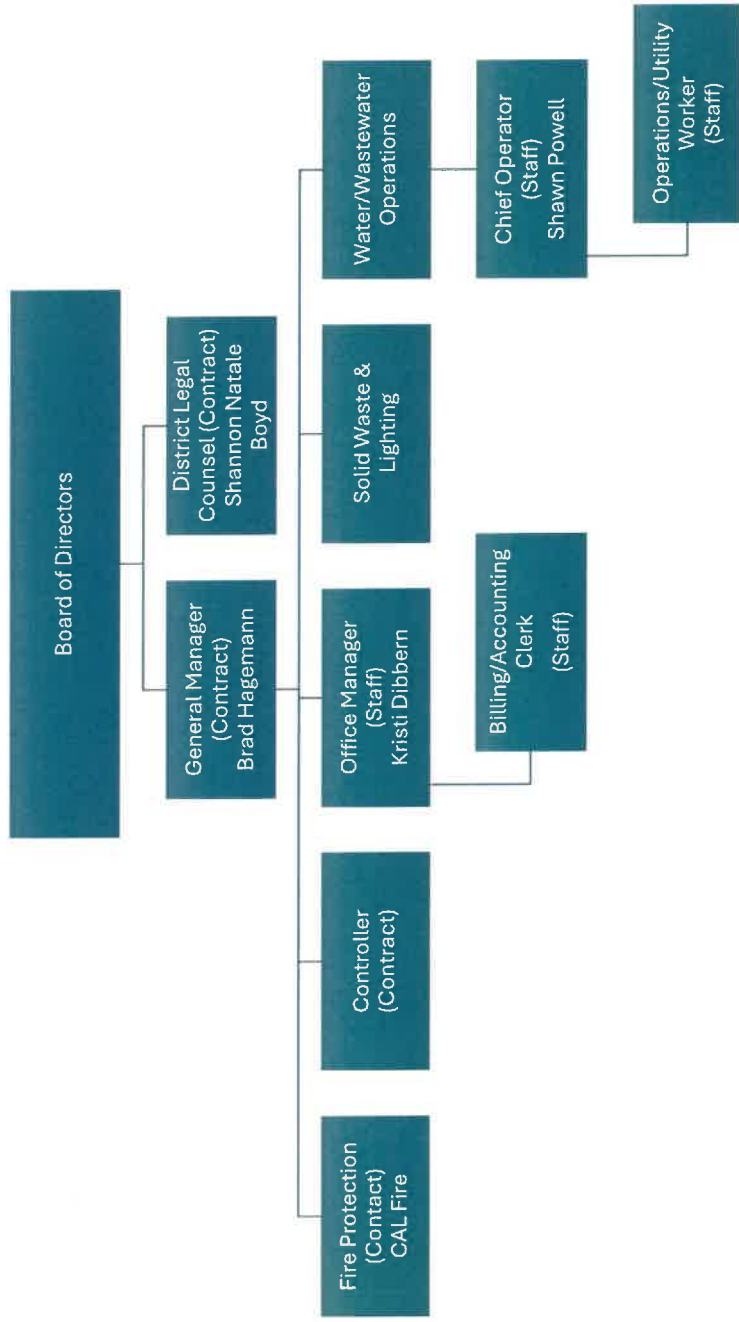 Board of Directors
General Manager
(Contract)
Brad Hagemann
District Legal
Counsel (Contract)
Shannon Natale
Boyd
Fire Protection
(Contact)
CAL Fire
Controller
(Contract)
Office Manager
(Staff)
Kristi Dibbern
Solid Waste &
Lighting
Water/Wastewater
Operations
Billing/Accounting
Clerk
(Staff)
Chief Operator
(Staff)
Shawn Powell
Operations/Utility
Worker
(Staff)